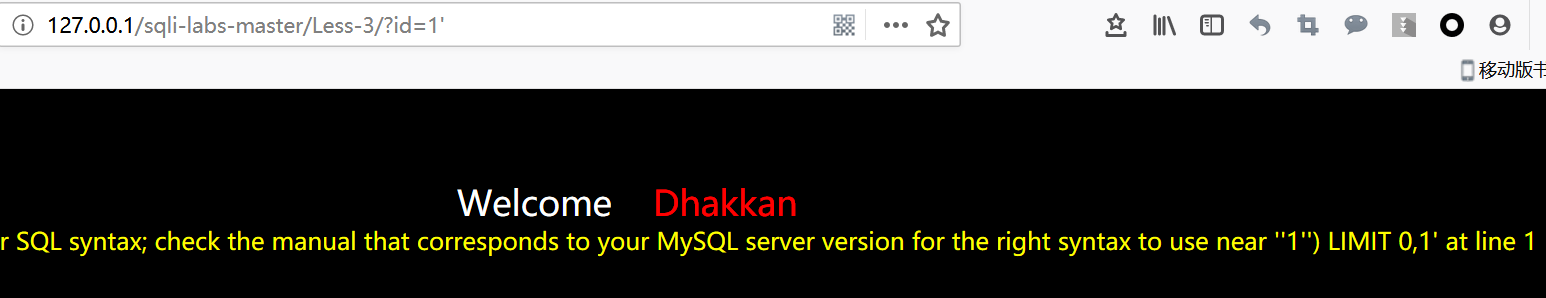 127.0.0.1/sqli-labs-master/Less-3/?id=1'
移动版书
Welcome Dhakkan
r SQL syntax; check the manual that corresponds to your MySQL server version for the right syntax to use near ''1'') LIMIT 0,1' at line 1